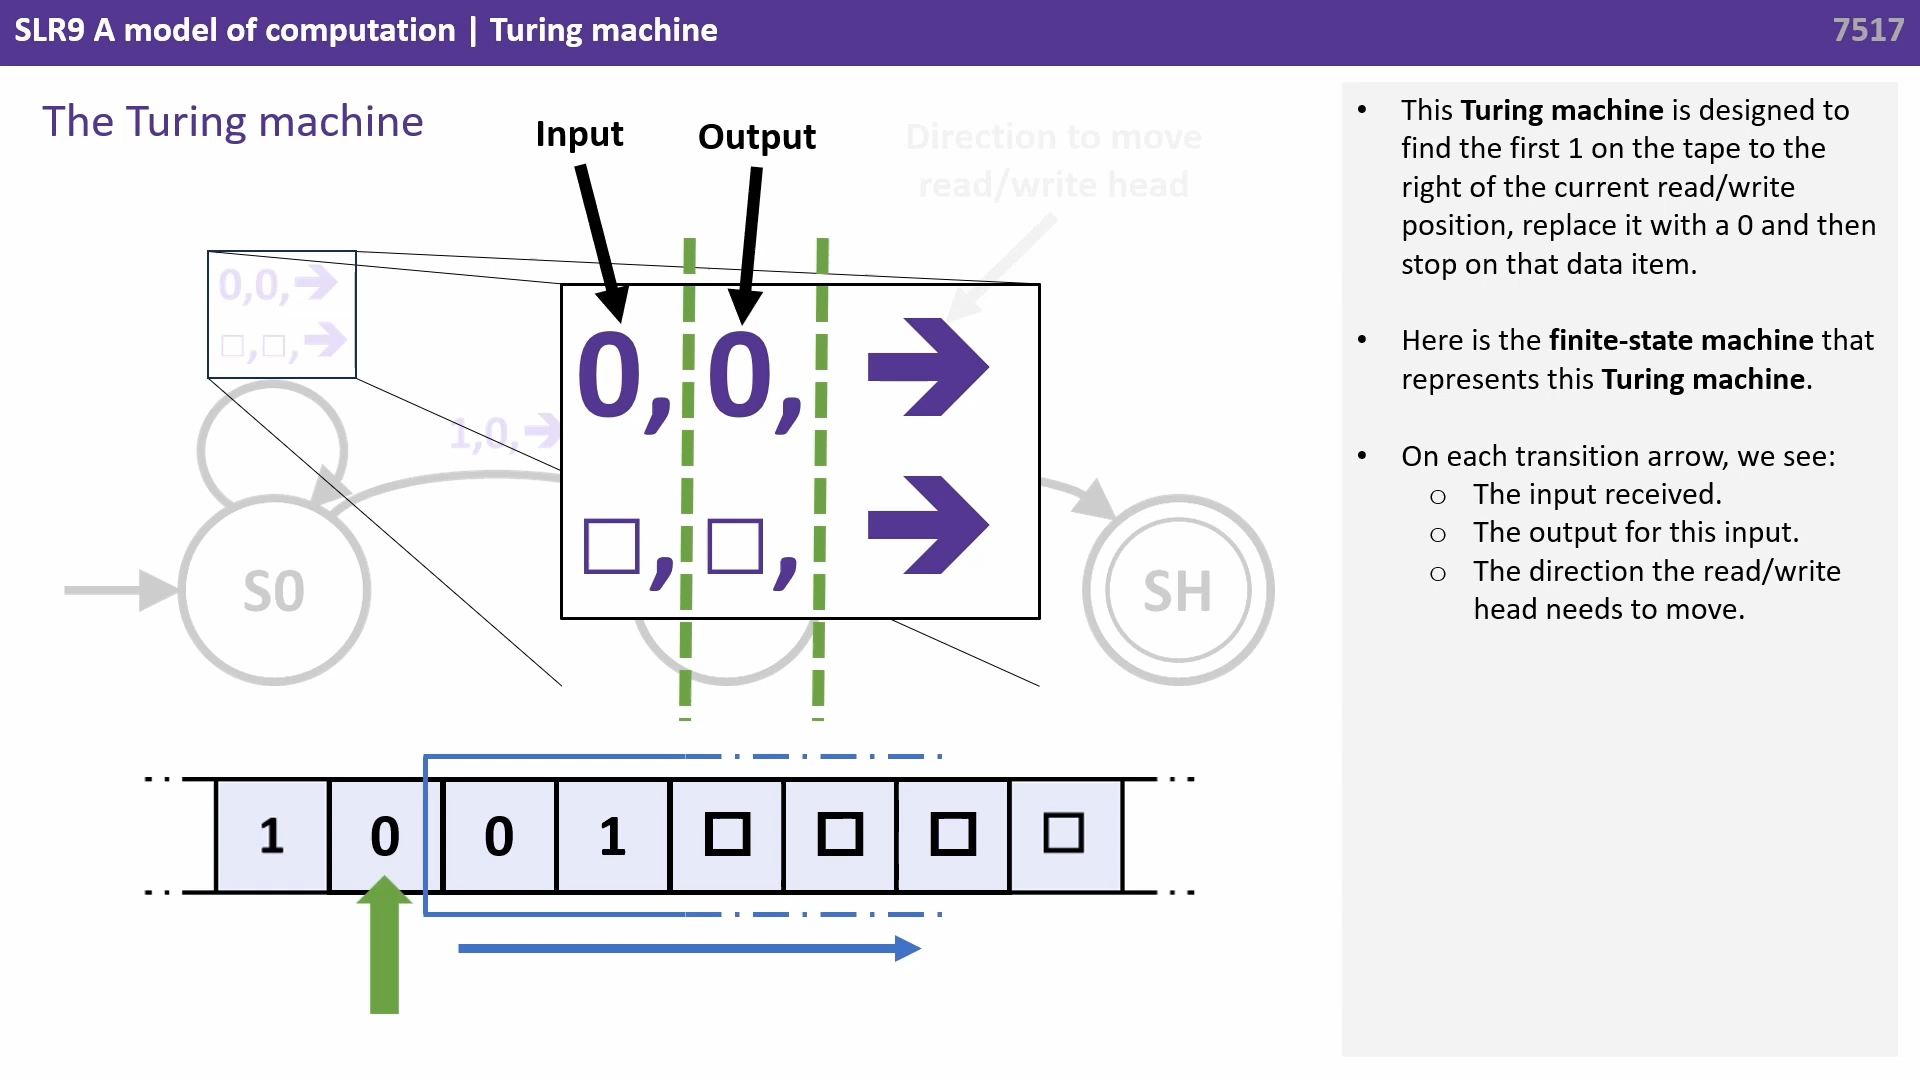 SLR9 A model of computation | Turing machine
7517
The Turing machine
Input
Output
Direction to move
read/write head
0,0,➔
□,□,➔
1,0,➔
0, 0, ➔
□, □, ➔
S0
SH
1 0 0 1 □ □ □ □
• This Turing machine is designed to
find the first 1 on the tape to the
right of the current read/write
position, replace it with a 0 and then
stop on that data item.
• Here is the finite-state machine that
represents this Turing machine.
• On each transition arrow, we see:
o The input received.
o The output for this input.
o The direction the read/write
head needs to move.